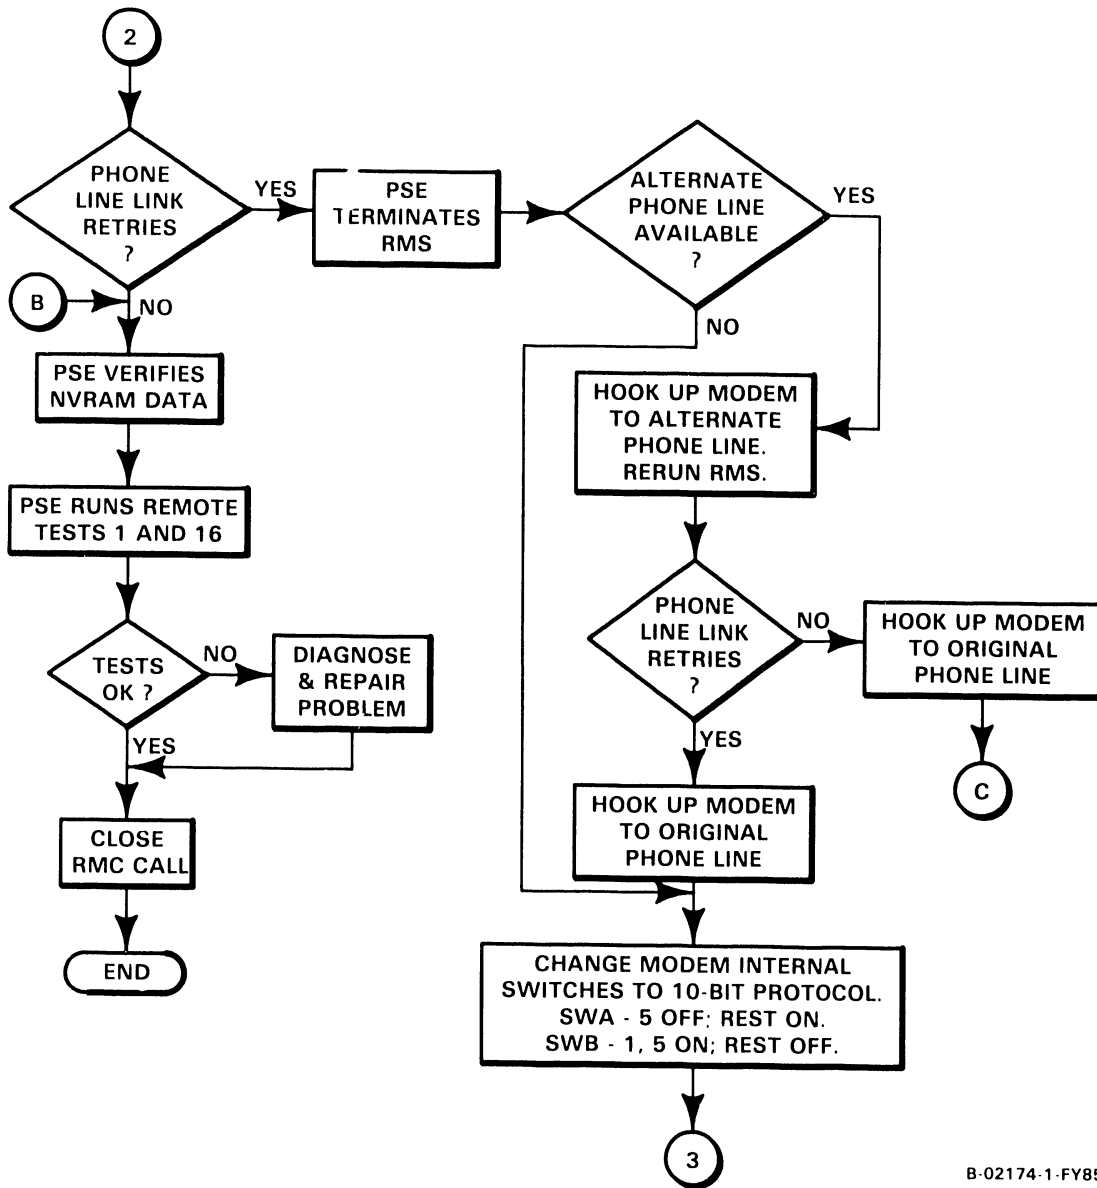 2
PHONE
LINE LINK
RETRIES
?
YES
PSE
TERMINATES
RMS
ALTERNATE
PHONE LINE
AVAILABLE
?
YES
B
NO
NO
PSE VERIFIES
NVRAM DATA
HOOK UP MODEM
TO ALTERNATE
PHONE LINE.
RERUN RMS.
PSE RUNS REMOTE
TESTS 1 AND 16
TESTS
OK ?
NO
DIAGNOSE
& REPAIR
PROBLEM
YES
PHONE
LINE LINK
RETRIES
?
NO
HOOK UP MODEM
TO ORIGINAL
PHONE LINE
YES
C
CLOSE
RMC CALL
END
HOOK UP MODEM
TO ORIGINAL
PHONE LINE
CHANGE MODEM INTERNAL
SWITCHES TO 10-BIT PROTOCOL.
SWA - 5 OFF; REST ON.
SWB - 1, 5 ON; REST OFF.
3
B-02174-1-FY85